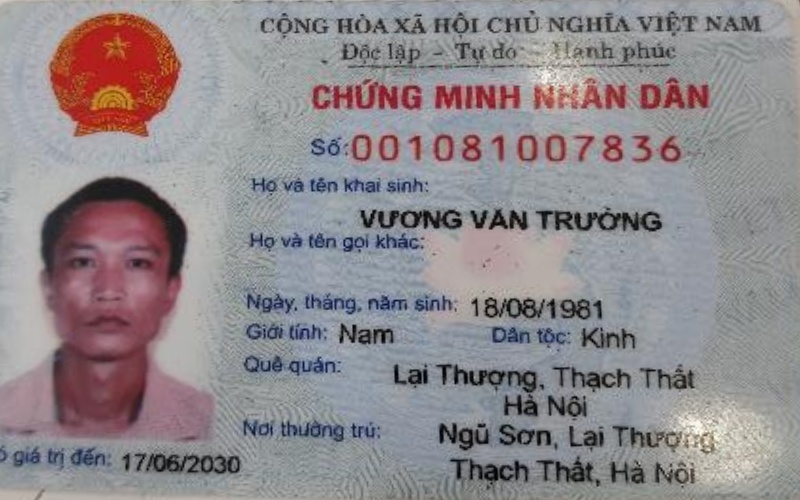 CỘNG HÒA XÃ HỘI CHỦ NGHĨA VIỆT NAM
Độc lập - Tự do - Hạnh phúc
CHỨNG MINH NHÂN DÂN
Số: 001081007836
Họ và tên khai sinh:
VƯƠNG VĂN TRƯỜNG
Họ và tên gọi khác:
Ngày, tháng, năm sinh: 18/08/1981
Giới tính: Nam Dân tộc: Kinh
Quê quán: Lại Thượng, Thạch Thất
Hà Nội
Nơi thường trú: Ngũ Sơn, Lại Thượng
Thạch Thất, Hà Nội
giá trị đến: 17/06/2030